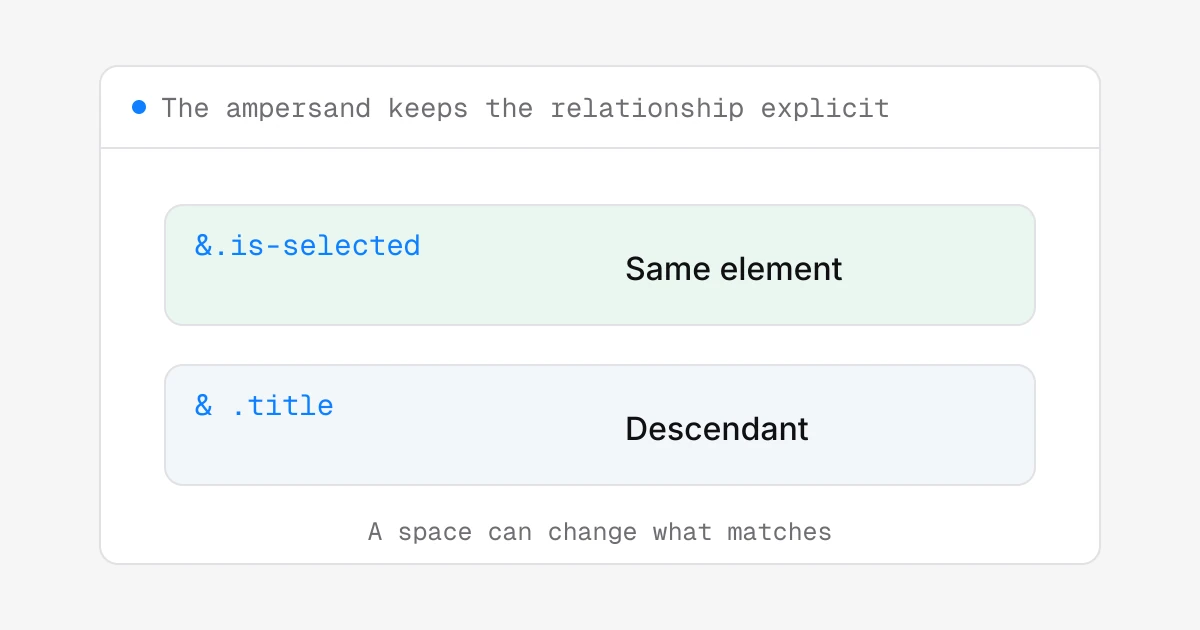 The ampersand keeps the relationship explicit
&.is-selected
Same element
& .title
Descendant
A space can change what matches